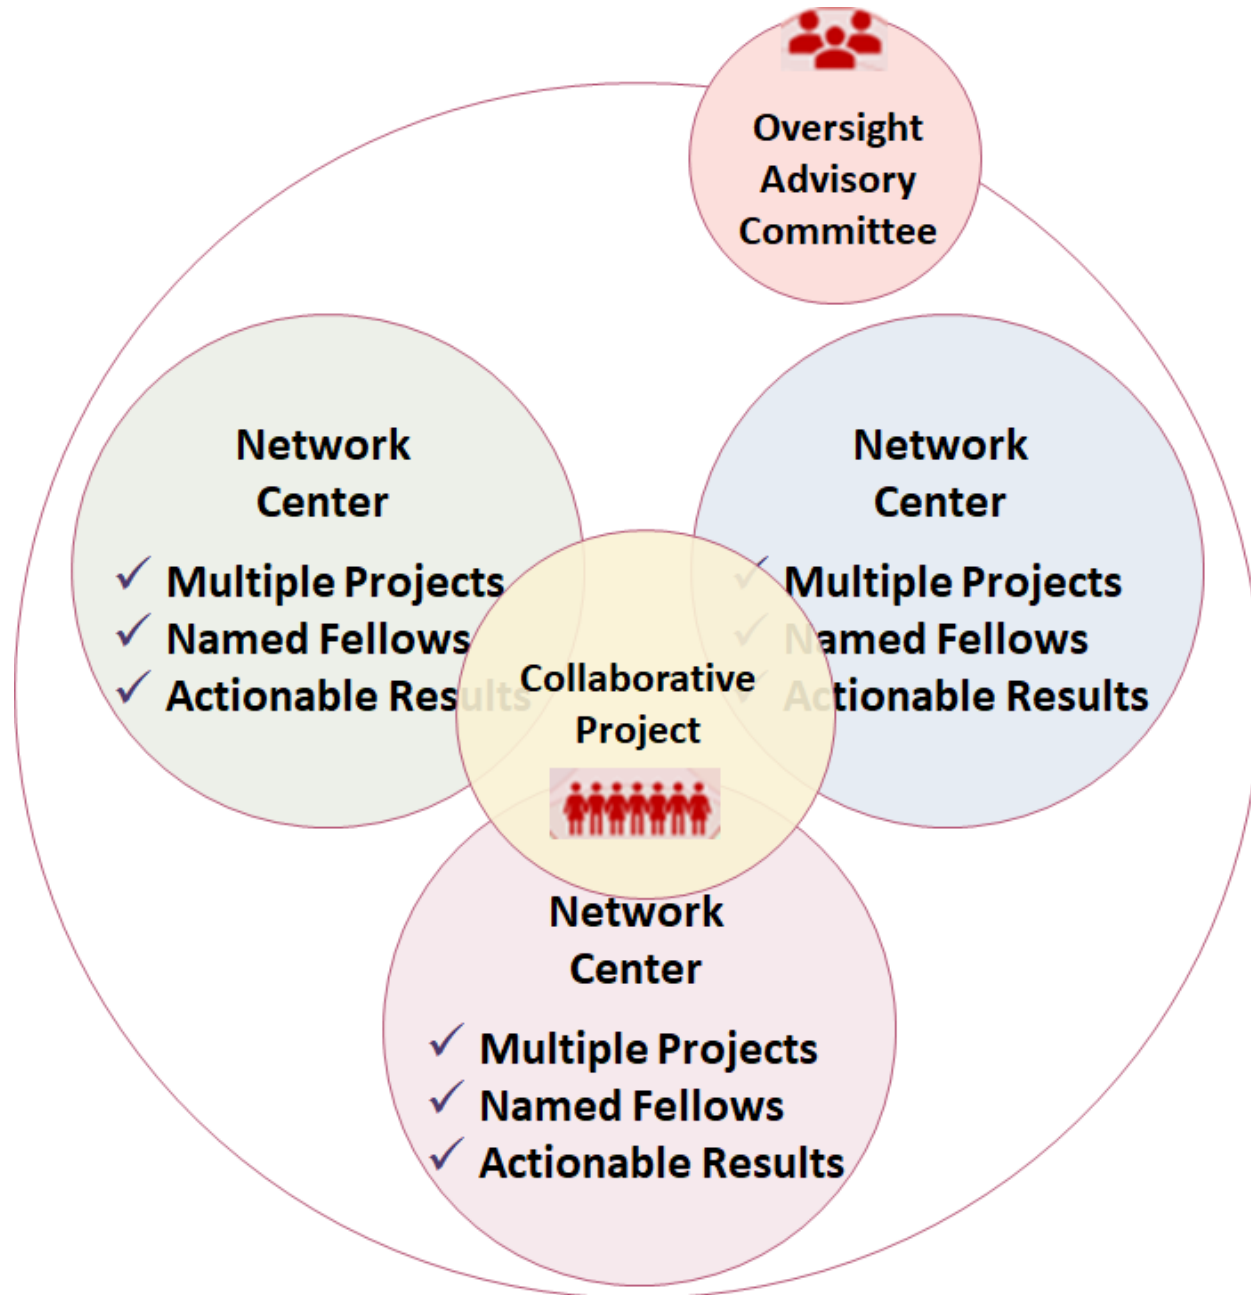 Oversight
Advisory
Committee
Network
Center
✓ Multiple Projects
✓ Named Fellows
✓ Actionable Results
Network
Center
✓ Multiple Projects
✓ Named Fellows
✓ Actionable Results
Collaborative
Project
Network
Center
✓ Multiple Projects
✓ Named Fellows
✓ Actionable Results